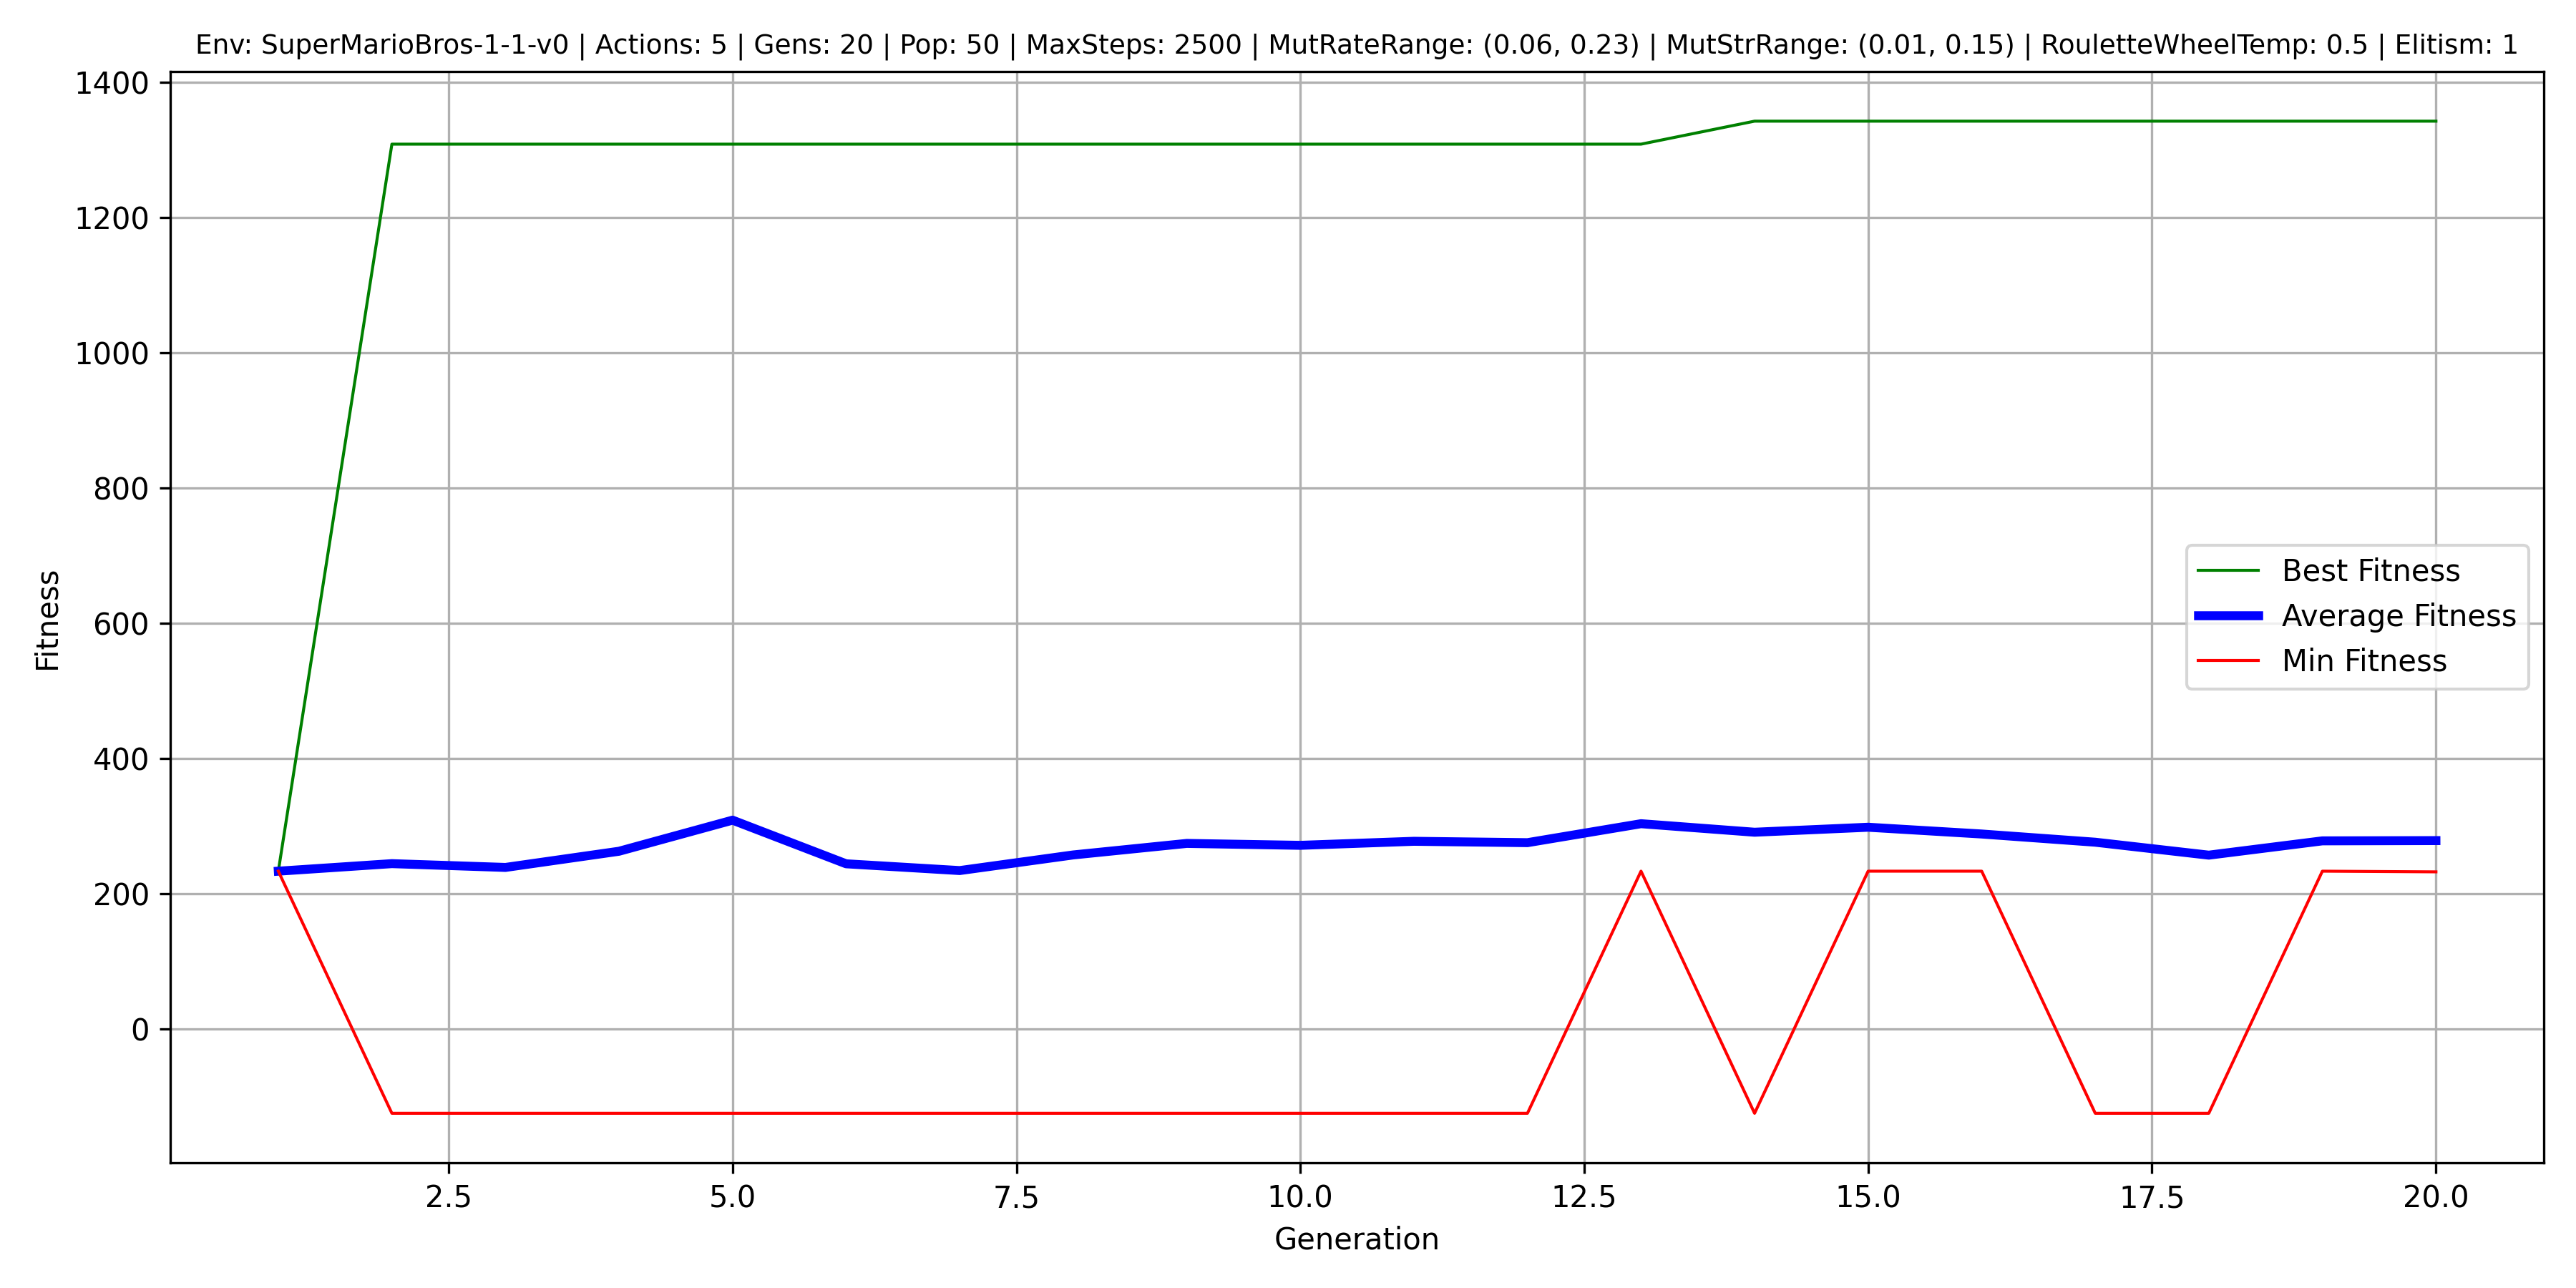 Env: SuperMarioBros-1-1-v0 | Actions: 5 | Gens: 20 | Pop: 50 | MaxSteps: 2500 | MutRateRange: (0.06, 0.23) | MutStrRange: (0.01, 0.15) | RouletteWheelTemp: 0.5 | Elitism: 1
1400
1200
1000
800
600
400
200
0
Fitness
Best Fitness
Average Fitness
Min Fitness
2.5 5.0 7.5 10.0 12.5 15.0 17.5 20.0
Generation